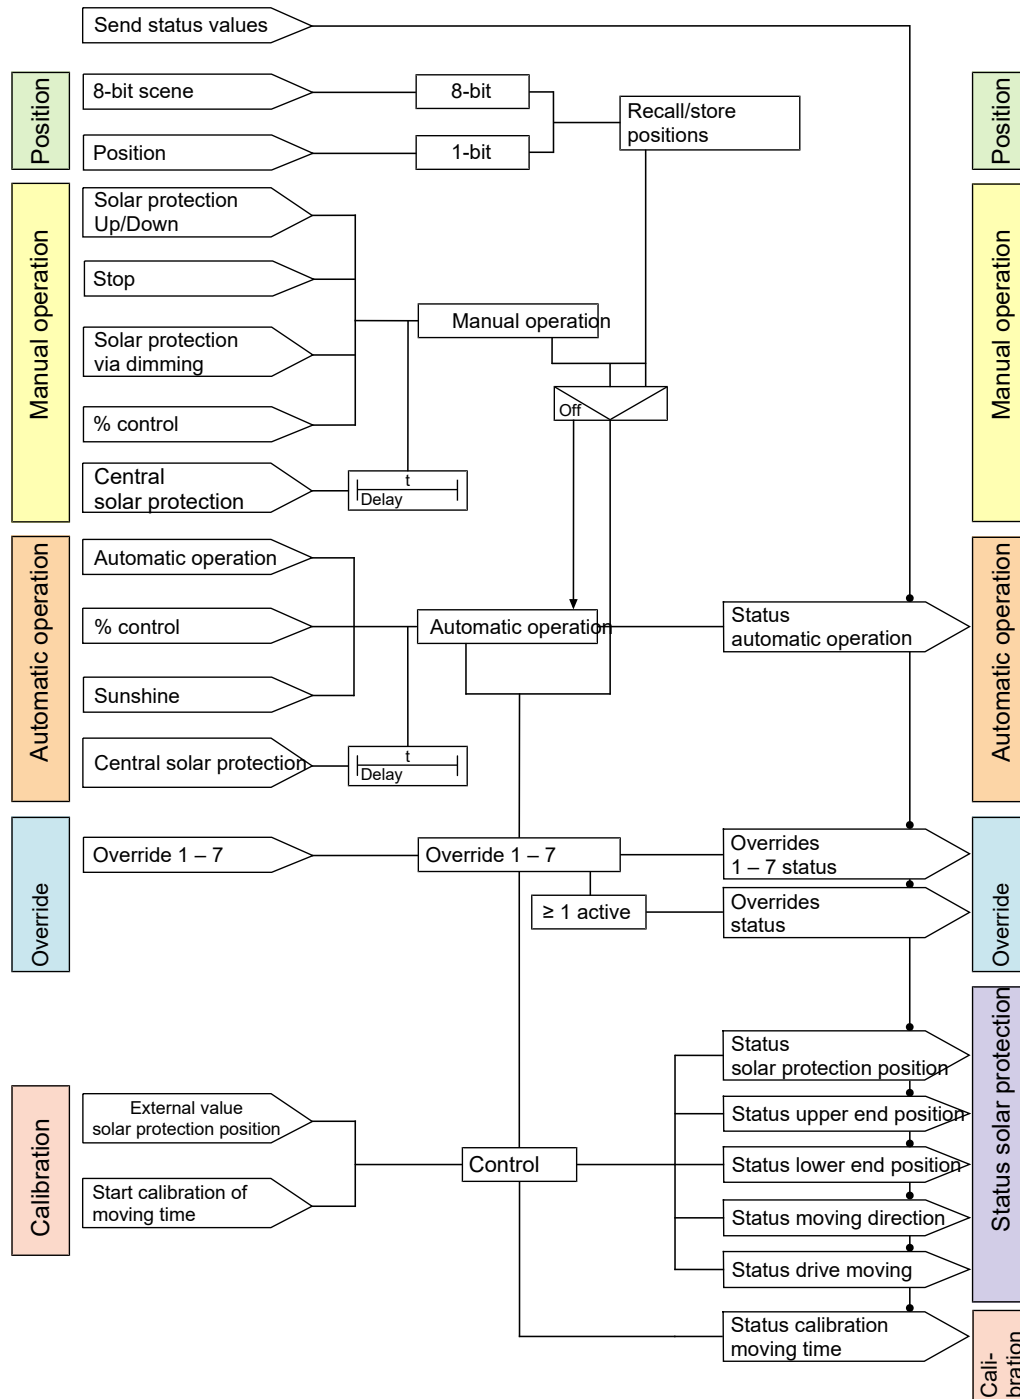 Send status values
Position
8-bit scene
8-bit
Recall/store
positions
Position
Position
1-bit
Manual operation
Solar protection
Up/Down
Stop
Manual operation
Solar protection
via dimming
Off
% control
Central
solar protection
t
Delay
Manual operation
Automatic operation
Automatic operation
% control
Automatic operation
Status
automatic operation
Sunshine
Central solar protection
t
Delay
Automatic operation
Override
Override 1 – 7
Override 1 – 7
Overrides
1 – 7 status
≥ 1 active
Overrides
status
Override
Status
solar protection position
Calibration
External value
solar protection position
Status upper end position
Control
Status lower end position
Start calibration of
moving time
Status moving direction
Status drive moving
Status solar protection
Status calibration
moving time
Cali-
bration